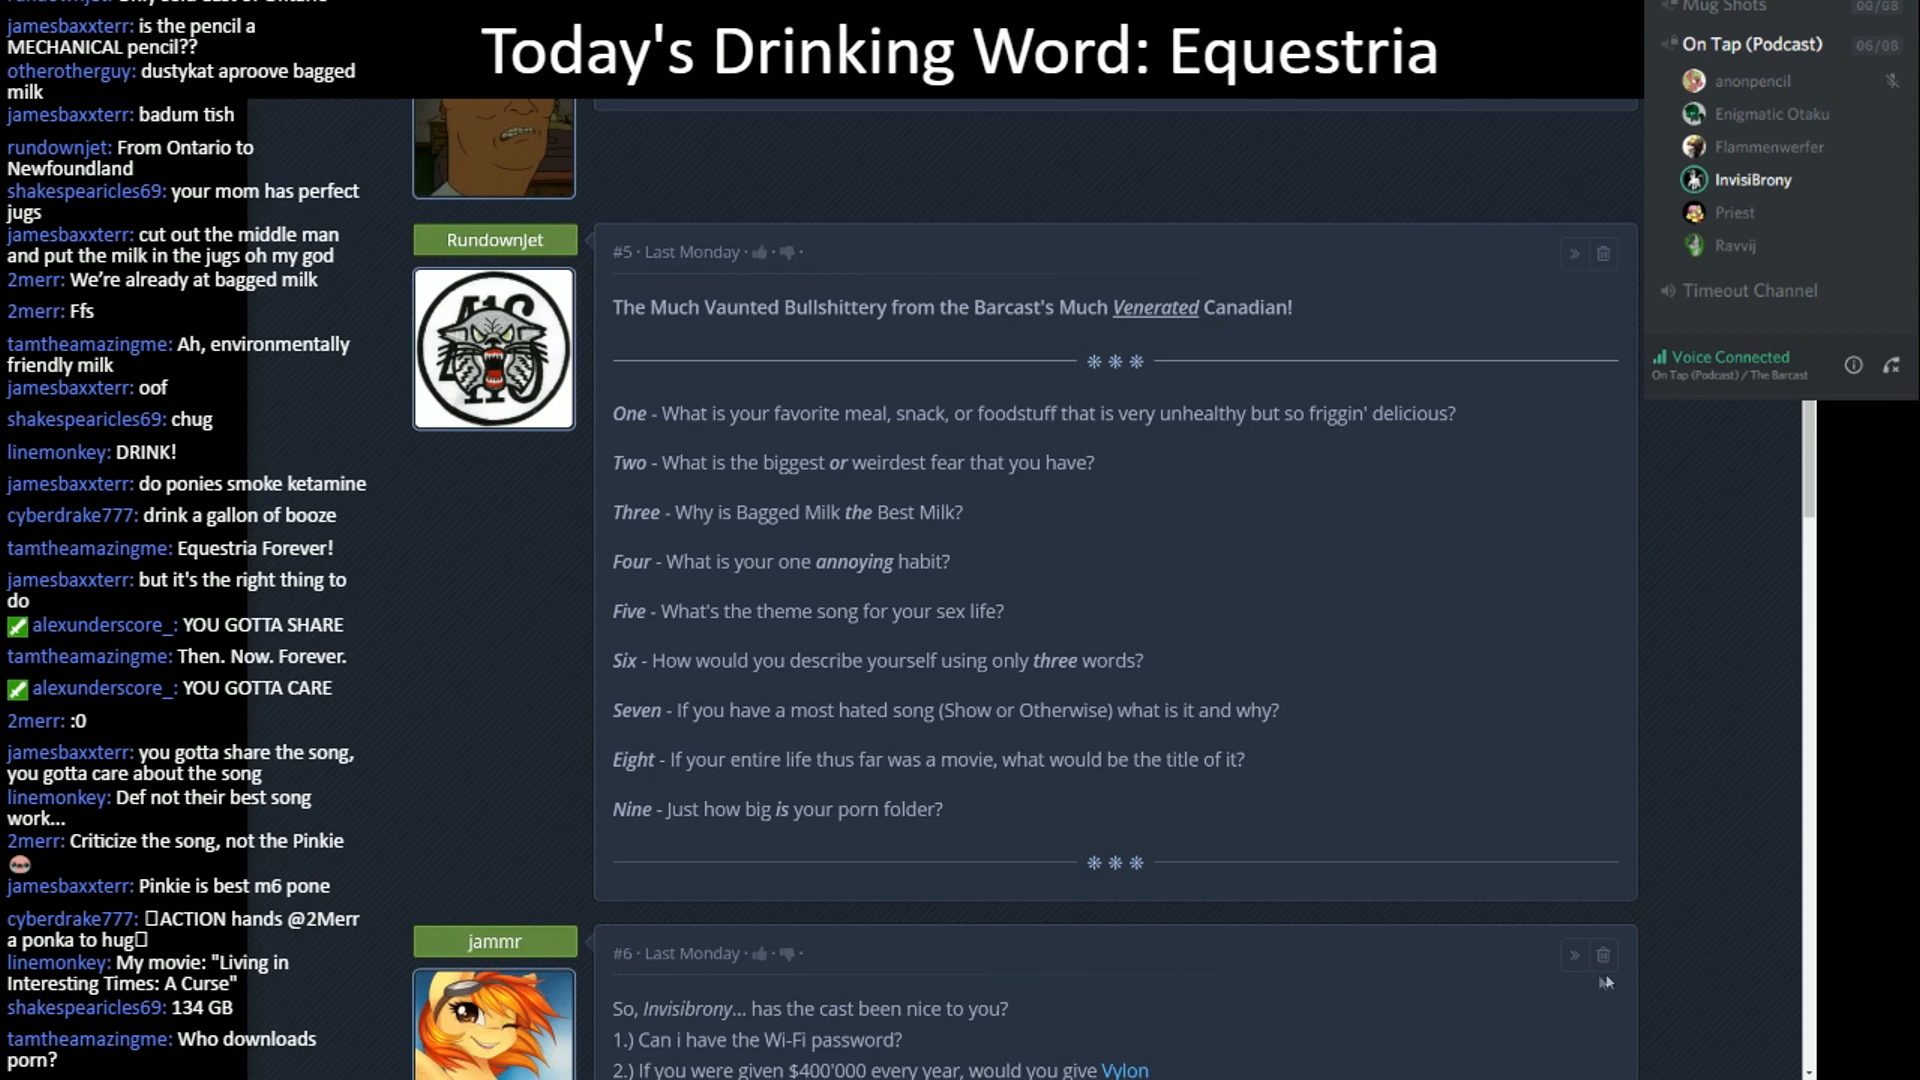 rundownjet: Only sold east of Ontario
jamesbaxxterr: is the pencil a
MECHANICAL pencil??
otherotherguy: dustykat aproove bagged
milk
jamesbaxxterr: badum tish
rundownjet: From Ontario to
Newfoundland
shakespearicles69: your mom has perfect
jugs
jamesbaxxterr: cut out the middle man
and put the milk in the jugs oh my god
2merr: We're already at bagged milk
2merr: Ffs
tamtheamazingme: Ah, environmentally
friendly milk
jamesbaxxterr: oof
shakespearicles69: chug
linemonkey: DRINK!
jamesbaxxterr: do ponies smoke ketamine
cyberdrake777: drink a gallon of booze
tamtheamazingme: Equestria Forever!
jamesbaxxterr: but it's the right thing to
do
alexunderscore_: YOU GOTTA SHARE
tamtheamazingme: Then. Now. Forever.
alexunderscore_: YOU GOTTA CARE
2merr: :0
jamesbaxxterr: you gotta share the song,
you gotta care about the song
linemonkey: Def not their best song
work...
2merr: Criticize the song, not the Pinkie
jamesbaxxterr: Pinkie is best m6 pone
cyberdrake777: ACTION hands @2Merr
a ponka to hug
linemonkey: My movie: "Living in
Interesting Times: A Curse"
shakespearicles69: 134 GB
tamtheamazingme: Who downloads
porn?
Today's Drinking Word: Equestria
RundownJet
#5 · Last Monday ·
The Much Vaunted Bullshittery from the Barcast's Much Venerated Canadian!
One - What is your favorite meal, snack, or foodstuff that is very unhealthy but so friggin' delicious?
Two - What is the biggest or weirdest fear that you have?
Three - Why is Bagged Milk the Best Milk?
Four - What is your one annoying habit?
Five - What's the theme song for your sex life?
Six - How would you describe yourself using only three words?
Seven - If you have a most hated song (Show or Otherwise) what is it and why?
Eight - If your entire life thus far was a movie, what would be the title of it?
Nine - Just how big is your porn folder?
jammr
#6 · Last Monday ·
So, Invisibrony... has the cast been nice to you?
1.) Can i have the Wi-Fi password?
2.) If you were given $400'000 every year, would you give Vylon
Mug Shots 00/08
On Tap (Podcast) 06/08
anonpencil
Enigmatic Otaku
Flammenwerfer
InvisiBrony
Priest
Ravvij
Timeout Channel
Voice Connected
On Tap (Podcast) / The Barcast